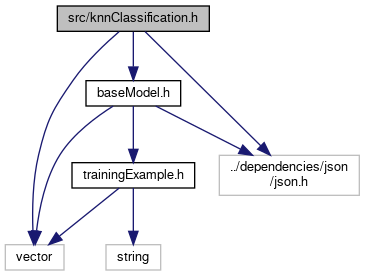 src/knnClassification.h
baseModel.h
trainingExample.h
../dependencies/json
/json.h
vector
string